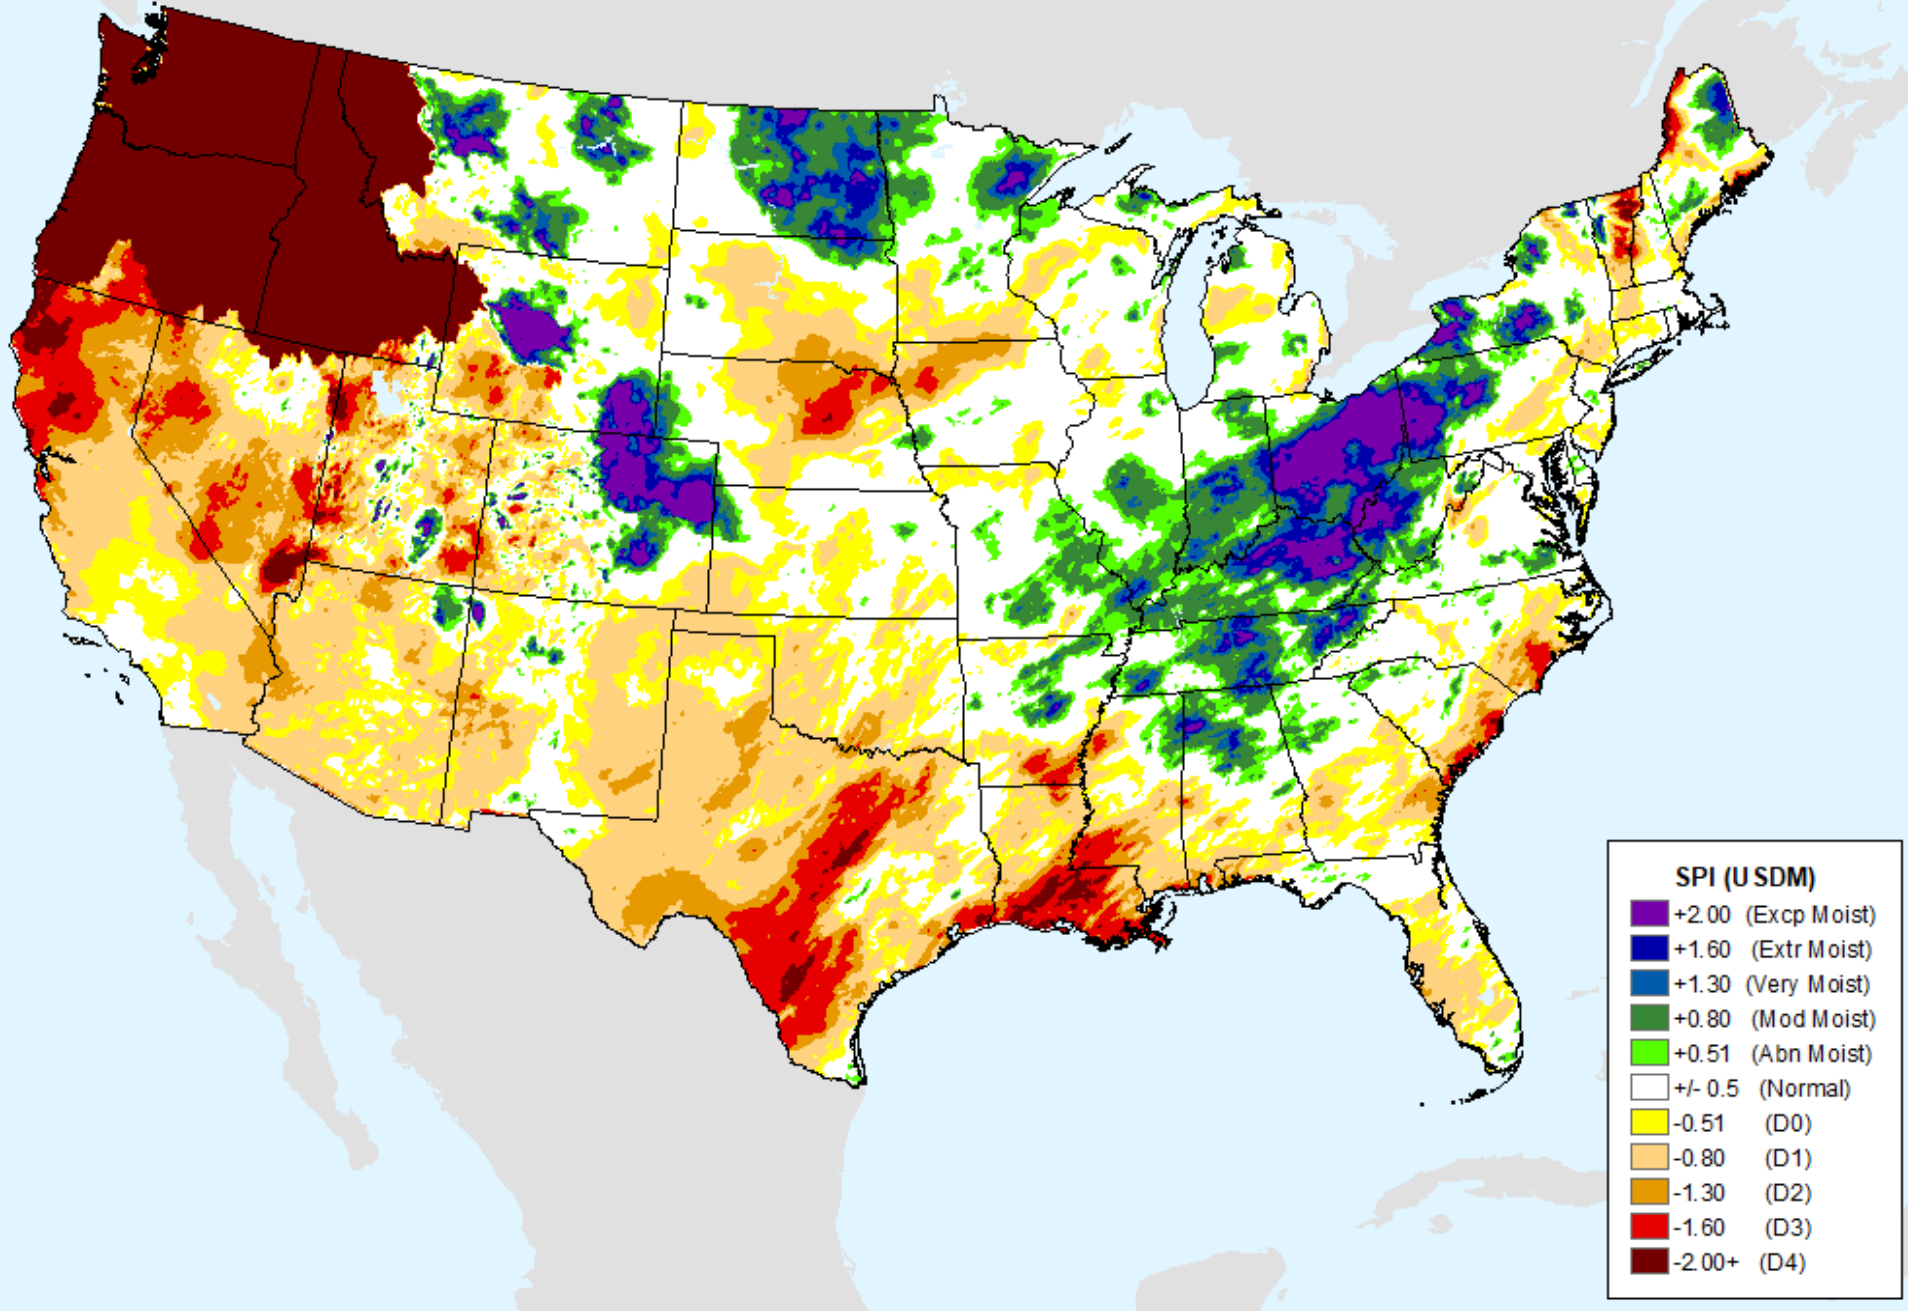 SPI (USDM)
+2.00 (Excp Moist)
+1.60 (Extr Moist)
+1.30 (Very Moist)
+0.80 (Mod Moist)
+0.51 (Abn Moist)
+/- 0.5 (Normal)
-0.51 (D0)
-0.80 (D1)
-1.30 (D2)
-1.60 (D3)
-2.00+ (D4)